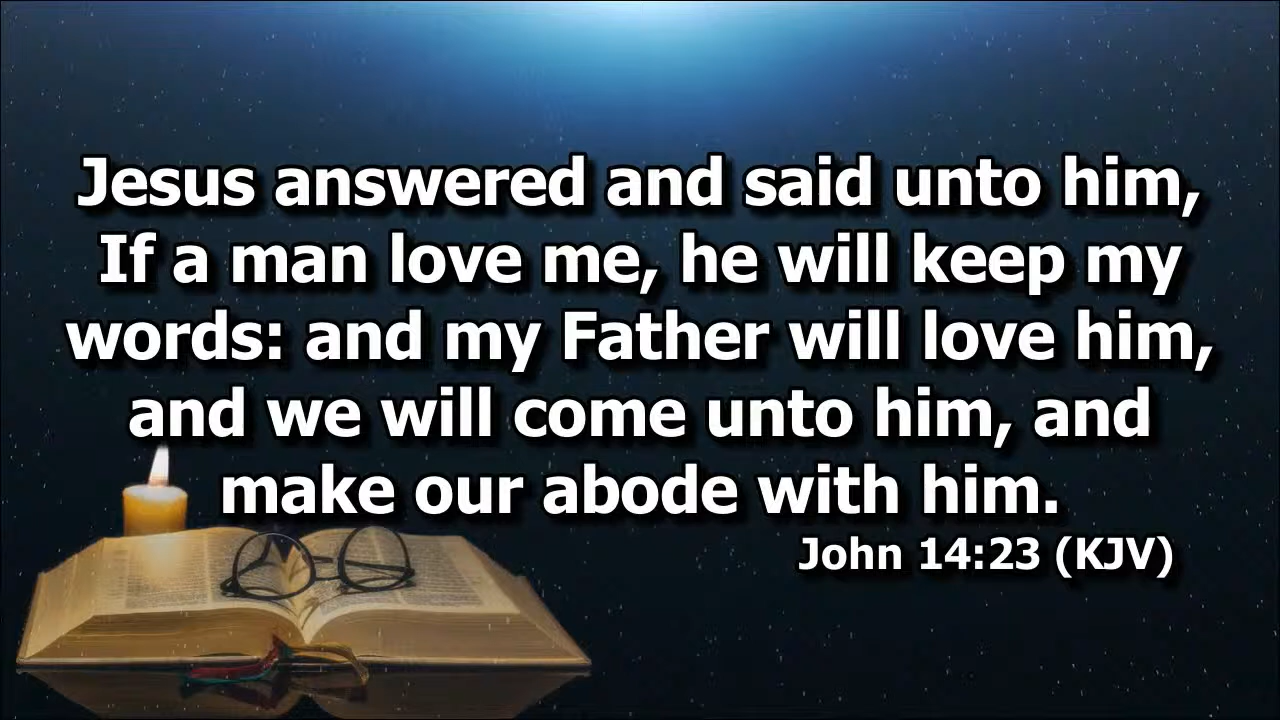 Jesus answered and said unto him,
If a man love me, he will keep my
words: and my Father will love him,
and we will come unto him, and
make our abode with him.
John 14:23 (KJV)